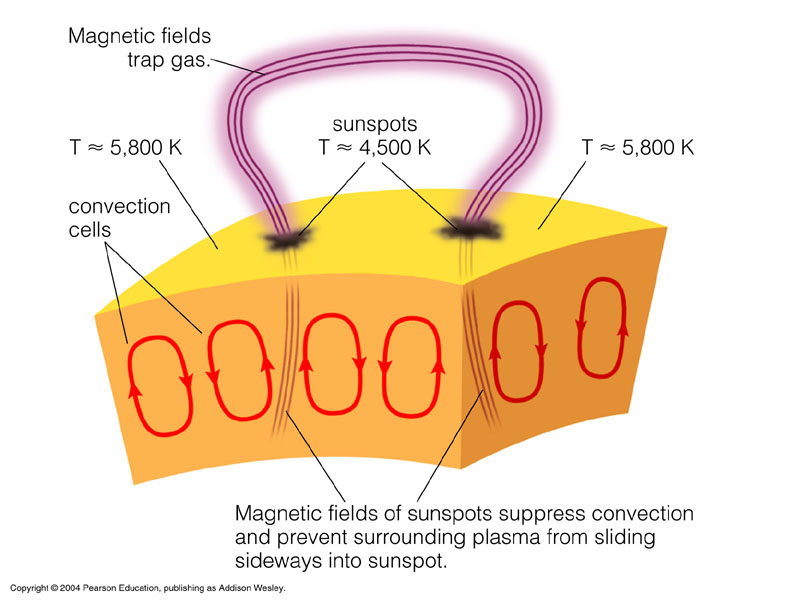 Magnetic fields
trap gas.
sunspots
T ≈ 5,800 K
T ≈ 4,500 K
T ≈ 5,800 K
convection
cells
Magnetic fields of sunspots suppress convection
and prevent surrounding plasma from sliding
sideways into sunspot.
Copyright © 2004 Pearson Education, publishing as Addison Wesley.